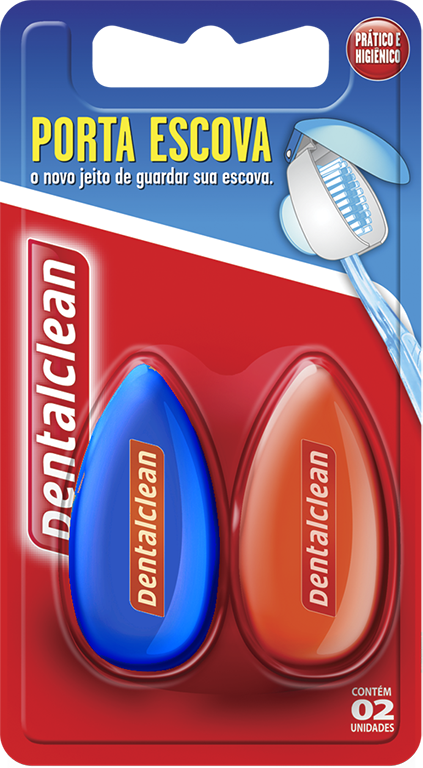 PRÁTICO E
HIGIÊNICO
PORTA ESCOVA
o novo jeito de guardar sua escova.
Dentalclean
Dentalclean
Dentalclean
CONTÉM
02
UNIDADES